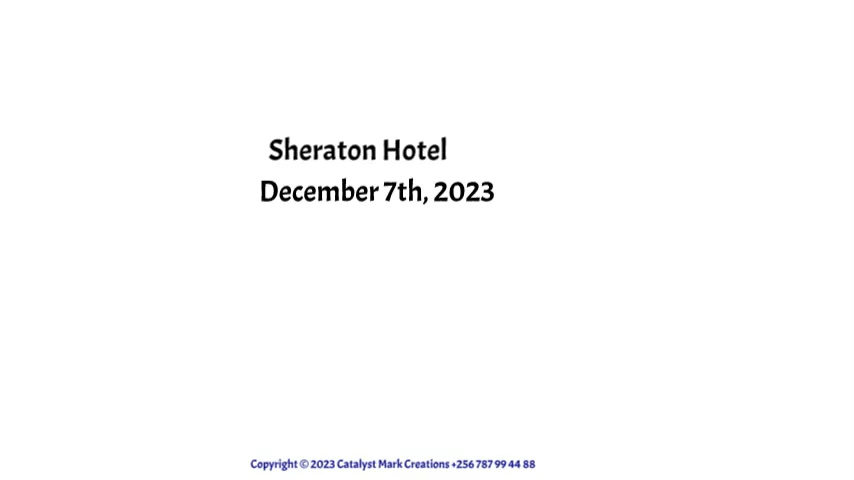 Sheraton Hotel
December 7th, 2023
Copyright © 2023 Catalyst Mark Creations +256 787 99 44 88